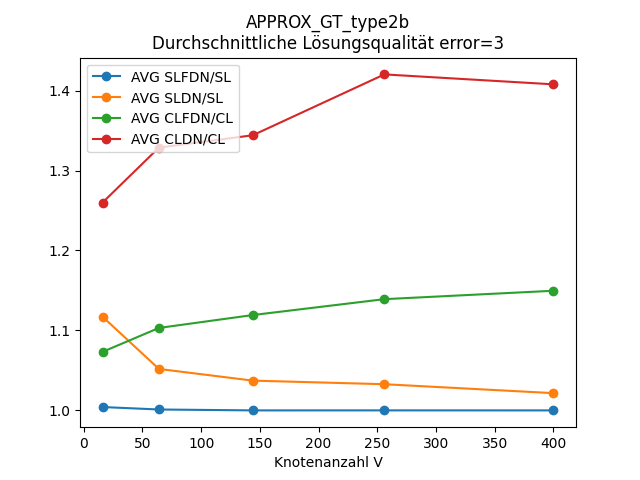 APPROX_GT_type2b
Durchschnittliche Lösungsqualität error=3
AVG SLFDN/SL
AVG SLDN/SL
AVG CLFDN/CL
AVG CLDN/CL
1.4
1.3
1.2
1.1
1.0
0 50 100 150 200 250 300 350 400
Knotenanzahl V